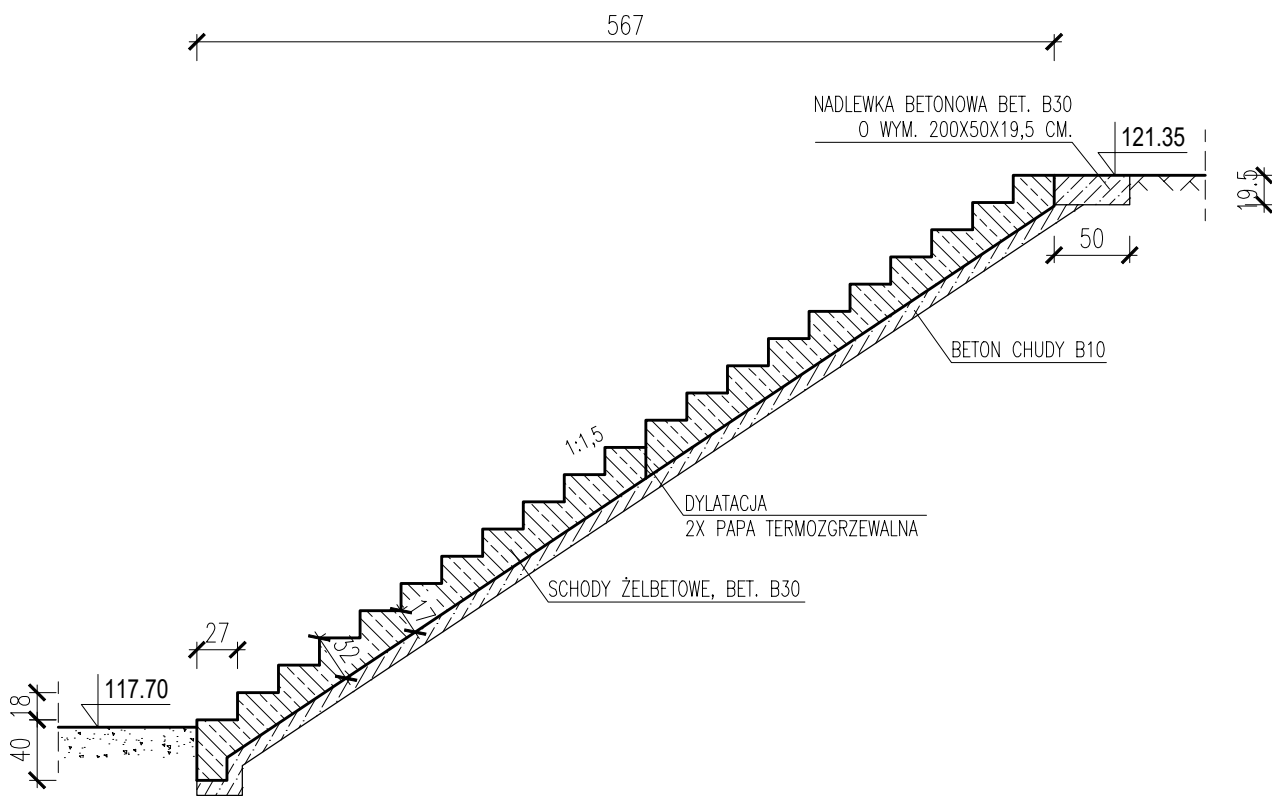 567
NADLEWKA BETONOWA BET. B30
O WYM. 200X50X19,5 CM.
121.35
19.5
50
BETON CHUDY B10
1:1,5
DYLATACJA
2X PAPA TERMOZGRZEWALNA
SCHODY ŻELBETOWE, BET. B30
17
32
27
117.70
18
40